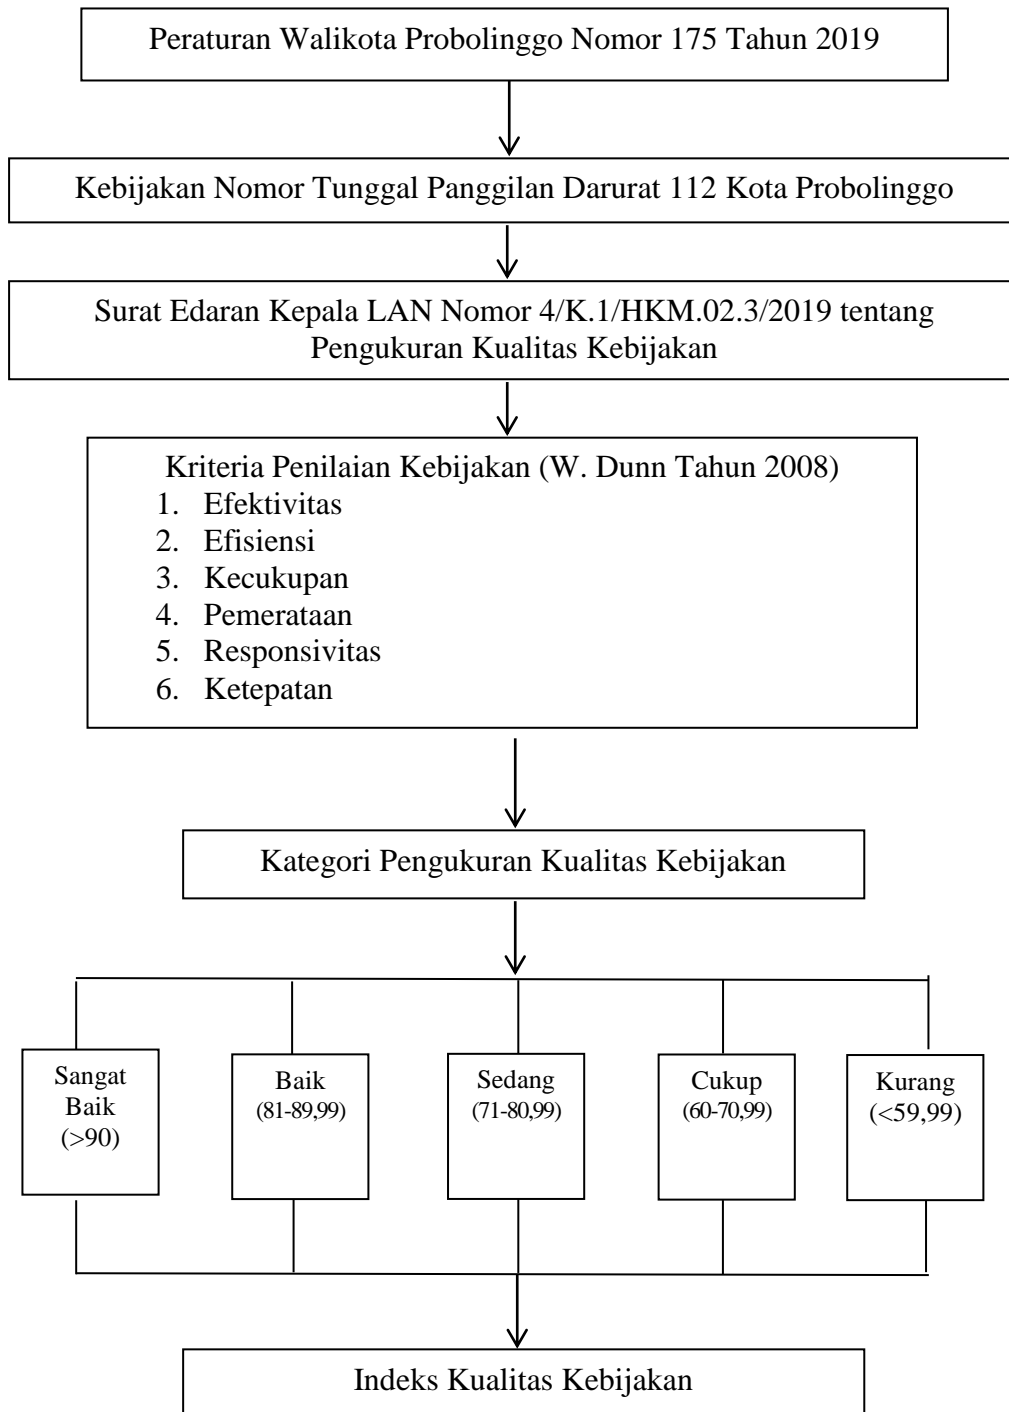 Peraturan Walikota Probolinggo Nomor 175 Tahun 2019
Kebijakan Nomor Tunggal Panggilan Darurat 112 Kota Probolinggo
Surat Edaran Kepala LAN Nomor 4/K.1/HKM.02.3/2019 tentang
Pengukuran Kualitas Kebijakan
Kriteria Penilaian Kebijakan (W. Dunn Tahun 2008)
1. Efektivitas
2. Efisiensi
3. Kecukupan
4. Pemerataan
5. Responsivitas
6. Ketepatan
Kategori Pengukuran Kualitas Kebijakan
Sangat
Baik
(>90)
Baik
(81-89,99)
Sedang
(71-80,99)
Cukup
(60-70,99)
Kurang
(<59,99)
Indeks Kualitas Kebijakan